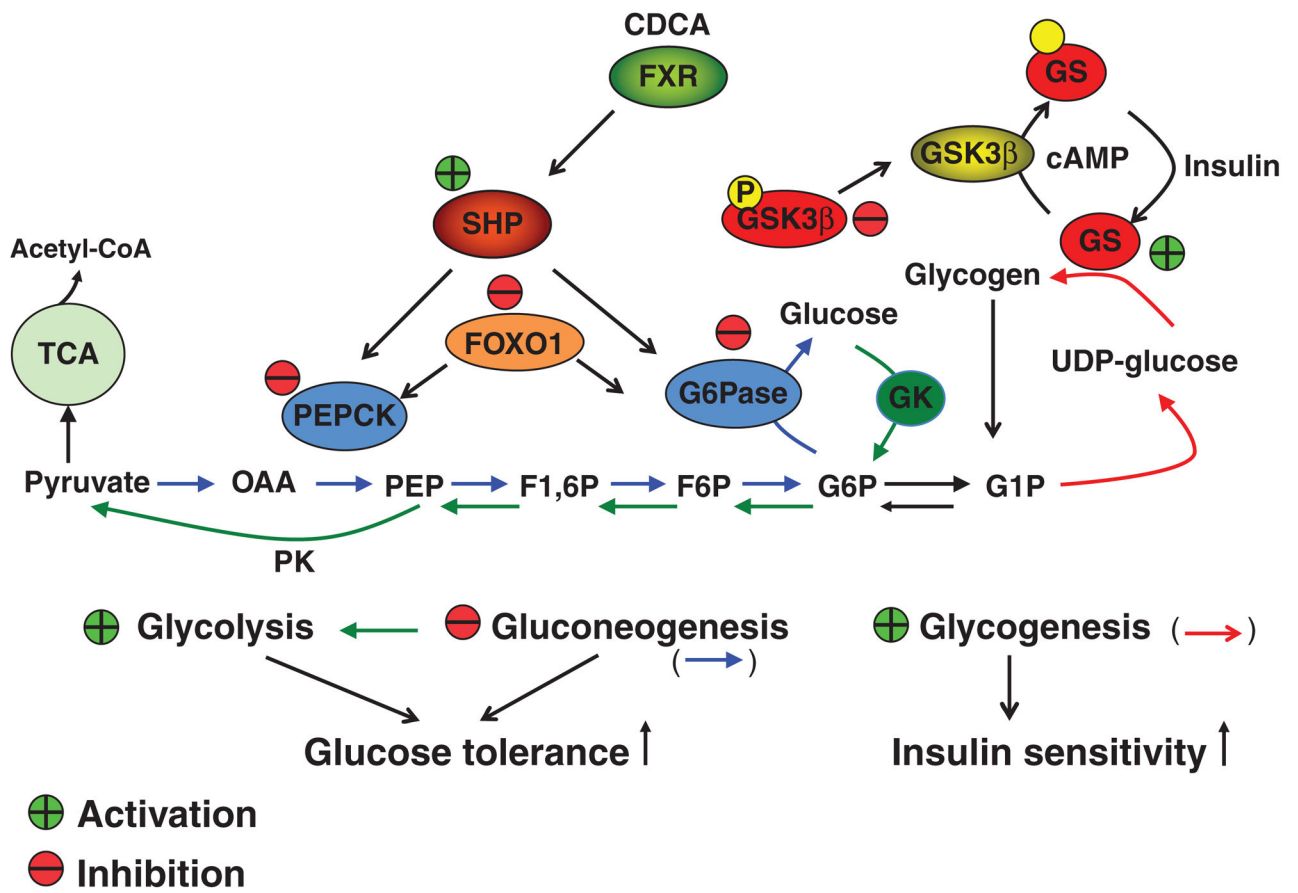 CDCA
FXR
GS
GSK3β
cAMP
Insulin
P
GSK3β
SHP
GS
Acetyl-CoA
Glycogen
Glucose
FOXO1
TCA
UDP-glucose
G6Pase
GK
PEPCK
Pyruvate OAA PEP F1,6P F6P G6P G1P
PK
Glycolysis Gluconeogenesis Glycogenesis ( )
( )
Glucose tolerance Insulin sensitivity
Activation
Inhibition